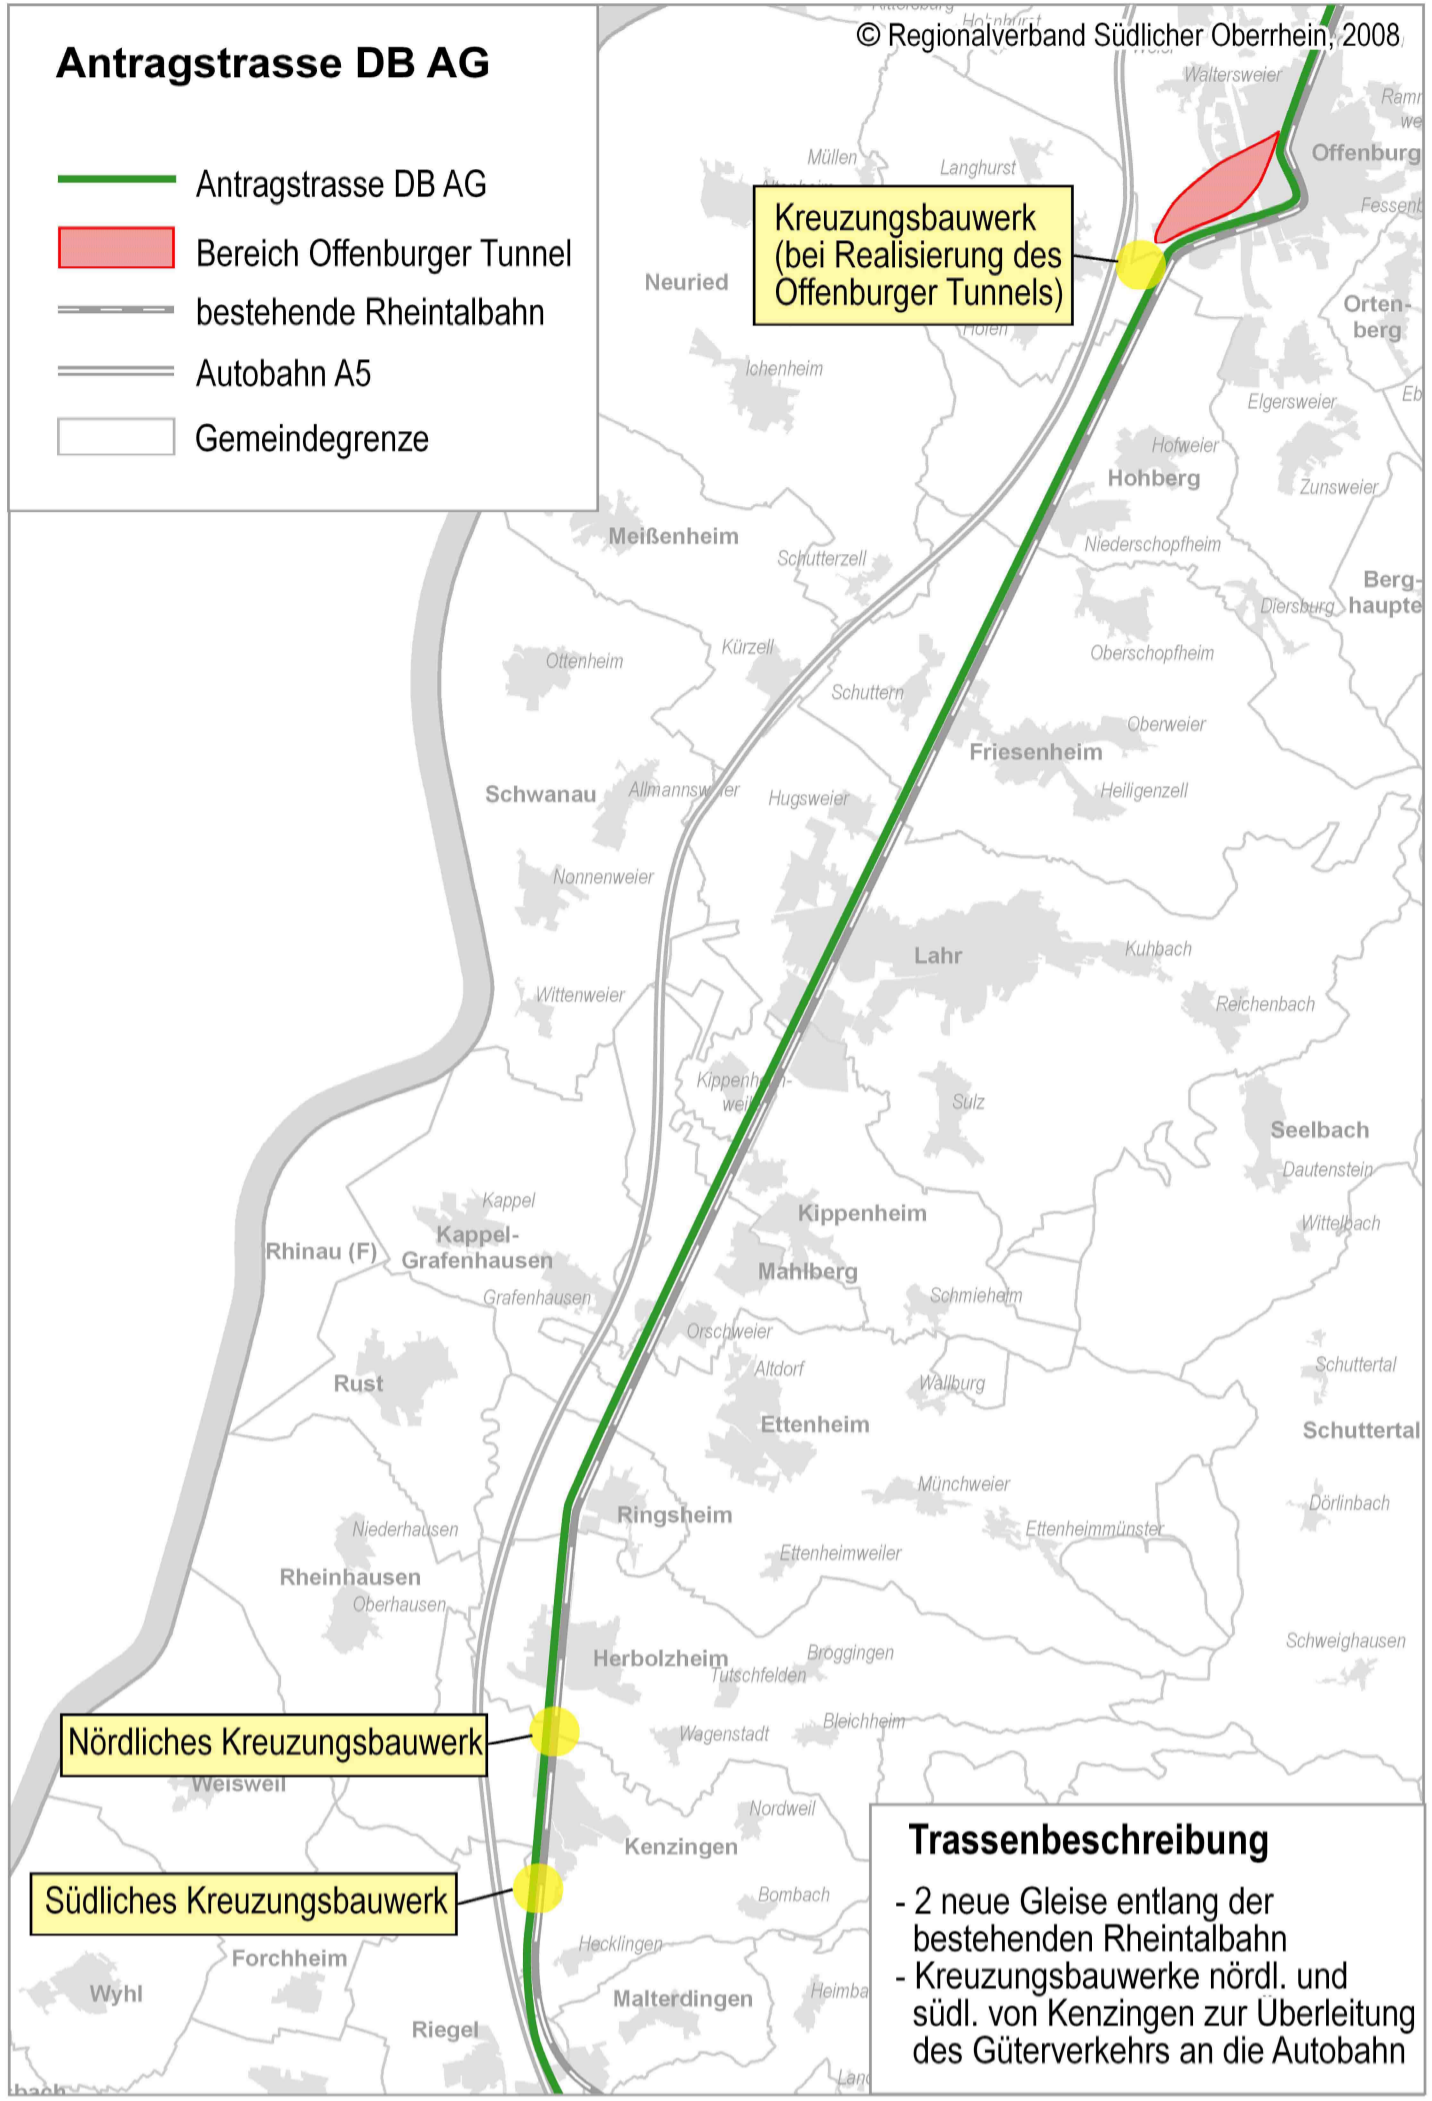 Antragstrasse DB AG
Antragstrasse DB AG
Bereich Offenburger Tunnel
bestehende Rheintalbahn
Autobahn A5
Gemeindegrenze
© Regionalverband Südlicher Oberrhein, 2008
Waltersweier
Offenburg
Müllen
Langhurst
Kreuzungsbauwerk
(bei Realisierung des
Offenburger Tunnels)
Neuried
Orten-
berg
Ichenheim
Elgersweier
Hofweier
Hohberg
Zunsweier
Meißenheim
Schutterzell
Niederschopfheim
Berg-
haupte
Diersburg
Ottenheim
Kürzell
Oberschopfheim
Schuttern
Oberweier
Friesenheim
Schwanau
Hugsweier
Heiligenzell
Nonnenweier
Lahr
Kuhbach
Wittenweier
Reichenbach
Sulz
Seelbach
Dautenstein
Kappel
Kappel-
Grafenhausen
Rhinau (F)
Kippenheim
Wittelbach
Mahlberg
Grafenhausen
Schmieheim
Orschweier
Altdorf
Schuttertal
Rust
Wallburg
Ettenheim
Schuttertal
Münchweier
Dörlinbach
Ringsheim
Niederhausen
Ettenheimmünster
Ettenheimweiler
Rheinhausen
Oberhausen
Schweighausen
Herbolzheim
Broggingen
Tutschfelden
Nördliches Kreuzungsbauwerk
Wagenstadt
Bleichheim
Weisweil
Nordweil
Kenzingen
Südliches Kreuzungsbauwerk
Bombach
Hecklingen
Forchheim
Wyhl
Malterdingen
Heimba
Riegel
Trassenbeschreibung
- 2 neue Gleise entlang der
bestehenden Rheintalbahn
- Kreuzungsbauwerke nördl. und
südl. von Kenzingen zur Überleitung
des Güterverkehrs an die Autobahn